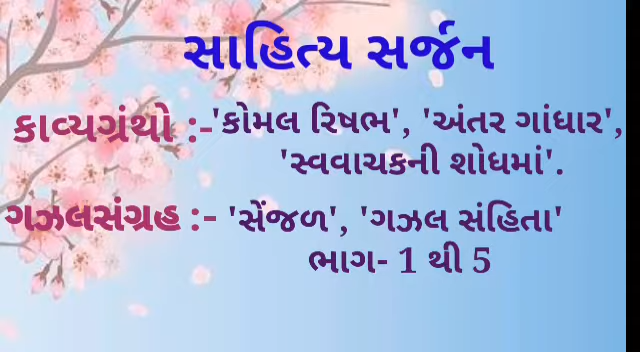 સાહિત્ય સર્જન
કાવ્યગ્રંથો :-'કોમલ રિષભ', 'અંતર ગાંધાર',
'સ્વવાચકની શોધમાં'.
ગઝલસંગ્રહ :- 'સેંજળ', 'ગઝલ સંહિતા'
ભાગ- 1 થી 5